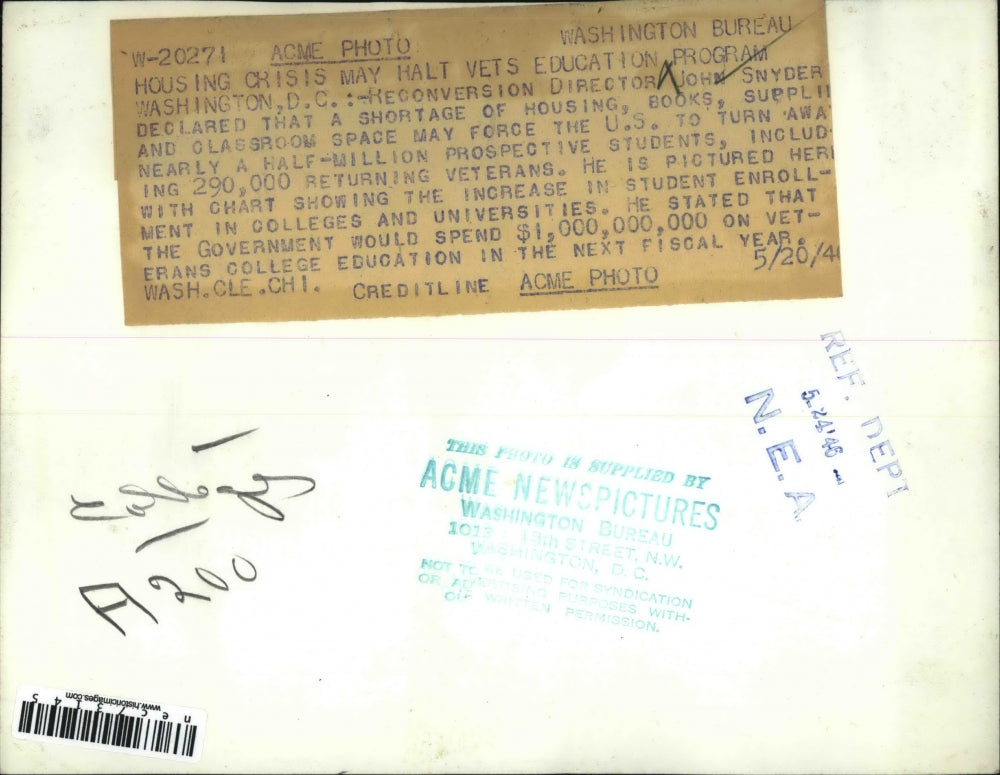 W-20271 ACME PHOTO WASHINGTON BUREAU
HOUSING CRISIS MAY HALT VETS EDUCATION PROGRAM
WASHINGTON, D.C.:-RECONVERSION DIRECTOR JOHN SNYDER
DECLARED THAT A SHORTAGE OF HOUSING, BOOKS, SUPPLI
AND CLASSROOM SPACE MAY FORCE THE U.S. TO TURN AWA
NEARLY A HALF-MILLION PROSPECTIVE STUDENTS, INCLUD
ING 290,000 RETURNING VETERANS. HE IS PICTURED HER
WITH CHART SHOWING THE INCREASE IN STUDENT ENROLL-
MENT IN COLLEGES AND UNIVERSITIES. HE STATED THAT
THE GOVERNMENT WOULD SPEND $1,000,000,000 ON VET-
ERANS COLLEGE EDUCATION IN THE NEXT FISCAL YEAR.
WASH.CLE.CHI. CREDITLINE ACME PHOTO 5/20/4
REF. DEPT
5-24'46
N. E. A.
THIS PHOTO IS SUPPLIED BY
ACME NEWSPICTURES
WASHINGTON BUREAU
1013 - 13th STREET, N.W.
WASHINGTON, D. C.
NOT TO BE USED FOR SYNDICATION
OR ADVERTISING PURPOSES WITH-
OUT WRITTEN PERMISSION.
www.historicimages.com